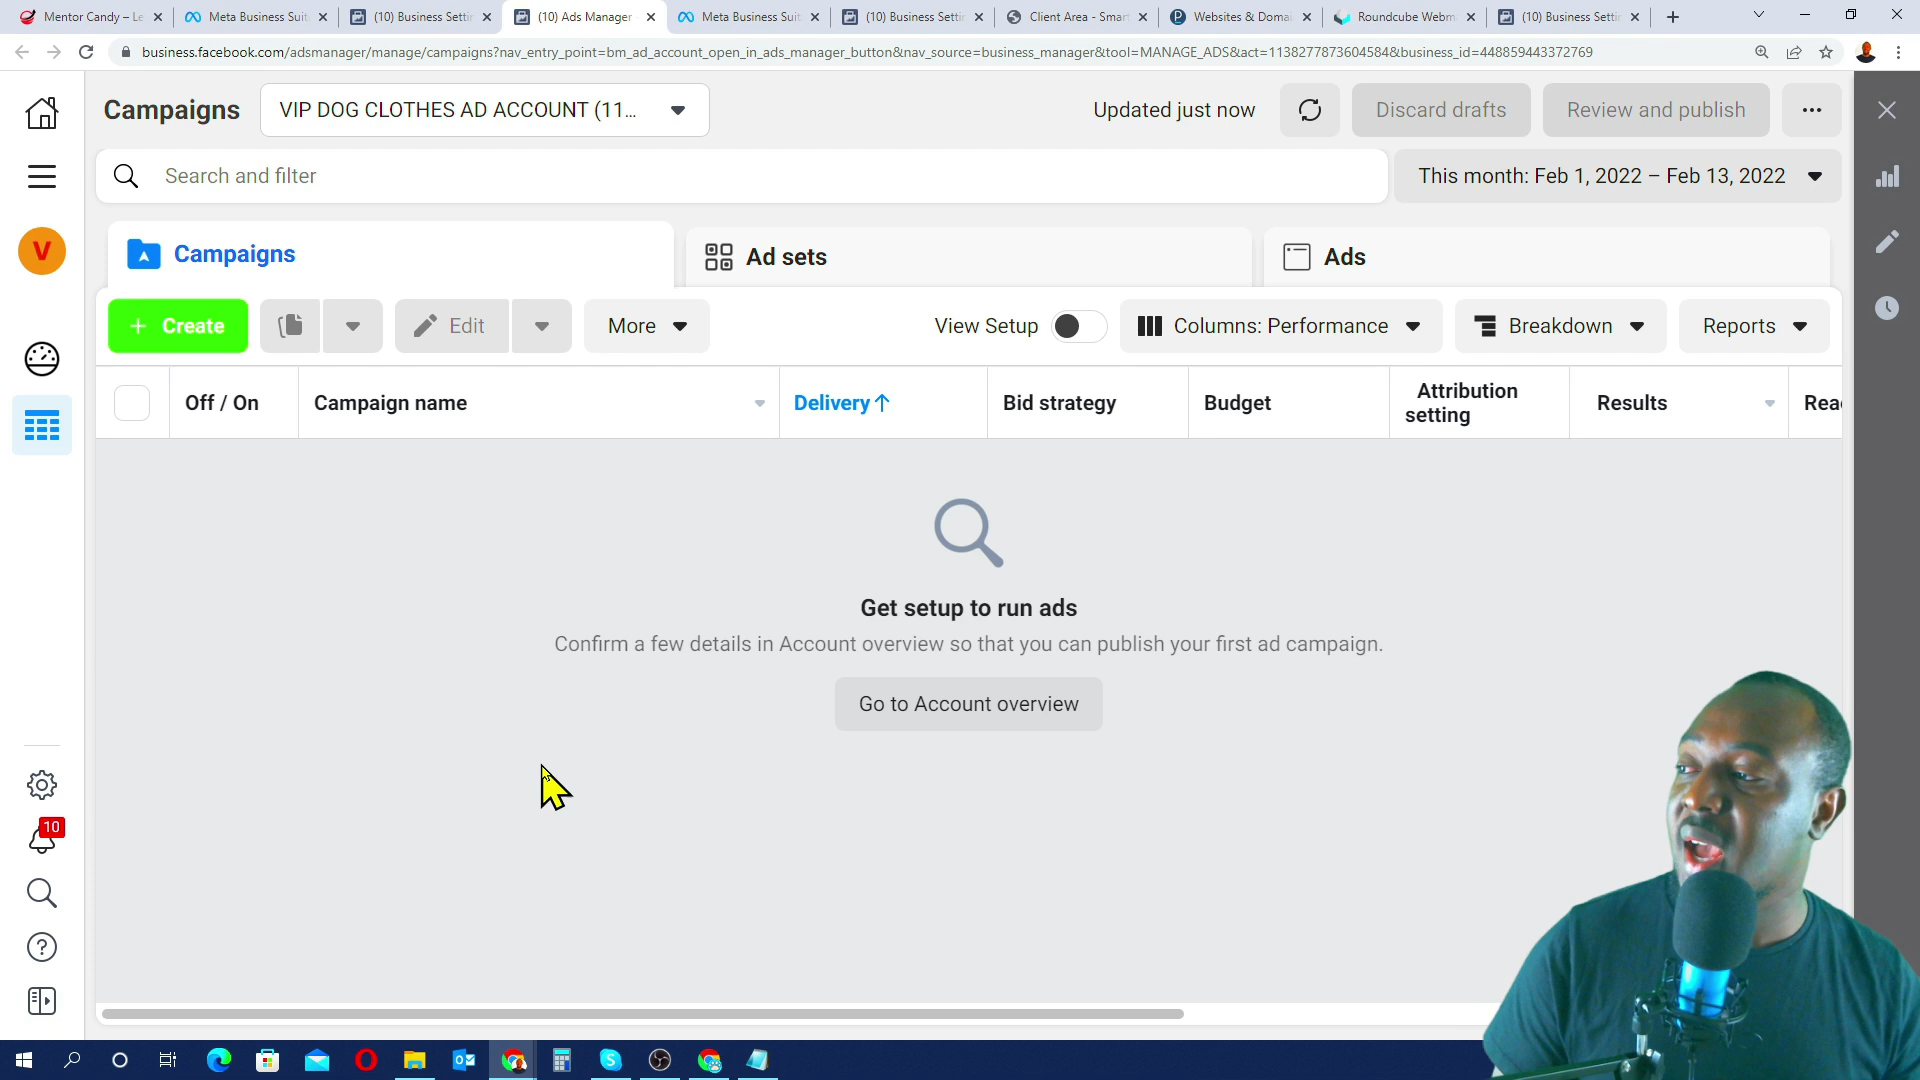 Mentor Candy – Le
Meta Business Suit
(10) Business Settin
(10) Ads Manager
Meta Business Suit
(10) Business Settin
Client Area - Smart
Websites & Domai
Roundcube Webm
(10) Business Settin
business.facebook.com/adsmanager/manage/campaigns?nav_entry_point=bm_ad_account_open_in_ads_manager_button&nav_source=business_manager&tool=MANAGE_ADS&act=1138277873604584&business_id=448859443372769
Campaigns
VIP DOG CLOTHES AD ACCOUNT (11...
Updated just now
Discard drafts
Review and publish
Search and filter
This month: Feb 1, 2022 – Feb 13, 2022
V
Campaigns
Ad sets
Ads
+ Create
Edit
More
View Setup
Columns: Performance
Breakdown
Reports
Off / On
Campaign name
Delivery↑
Bid strategy
Budget
Attribution
setting
Results
Reac
Get setup to run ads
Confirm a few details in Account overview so that you can publish your first ad campaign.
Go to Account overview
10